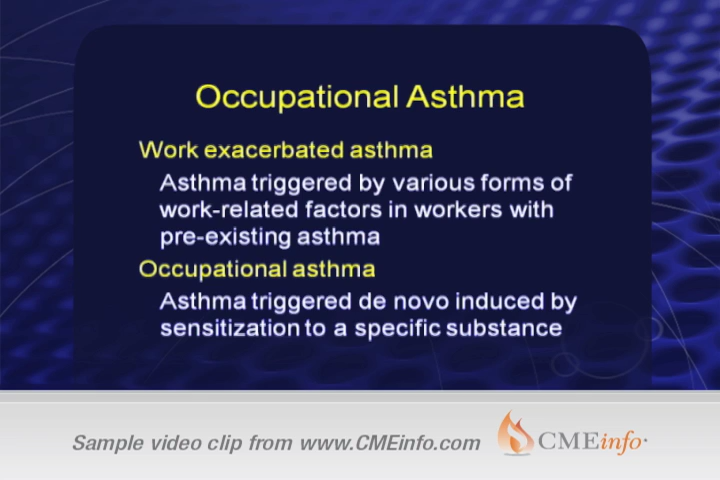 Occupational Asthma
Work exacerbated asthma
Asthma triggered by various forms of
work-related factors in workers with
pre-existing asthma
Occupational asthma
Asthma triggered de novo induced by
sensitization to a specific substance
Sample video clip from www.CMEinfo.com
CMEinfo